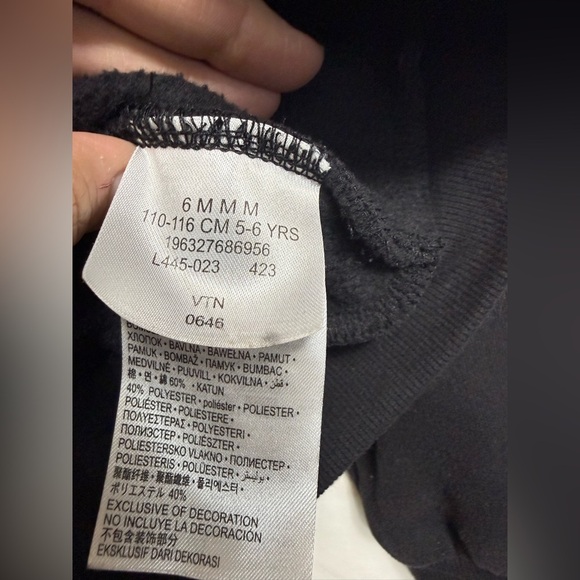 6 M M M
110-116 CM 5-6 YRS
196327686956
L445-023 423
VTN
0646
ХЛОПОК • BAVLNA • BAWEŁNA • PAMUT •
PAMUK • BOMBAŽ • ПАМУК • BUMBAC •
MEDVILNĖ • PUUVILL • KOKVILNA • قطن •
棉 • 면 • 綿 60% • KATUN
40% POLYESTER • poliéster • POLIESTER •
POLIÉSTER • POLIESTERE •
ΠΟΛΥΕΣΤΕΡΑΣ • POLYESTERI •
ПОЛИЭСТЕР • POLIÉSZTER •
POLIESTERSKO VLAKNO • ПОЛИЕСТЕР •
POLIESTERIS • POLÜESTER • بوليستر •
聚酯纤维 • 聚酯纖維 • 폴리에스터 •
ポリエステル 40%
EXCLUSIVE OF DECORATION
NO INCLUYE LA DECORACIÓN
不包含装饰部分
EKSKLUSIF DARI DEKORASI